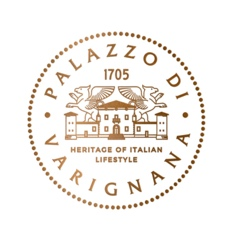 PALAZZO DI
1705
HERITAGE OF ITALIAN
LIFESTYLE
VARIGNANA